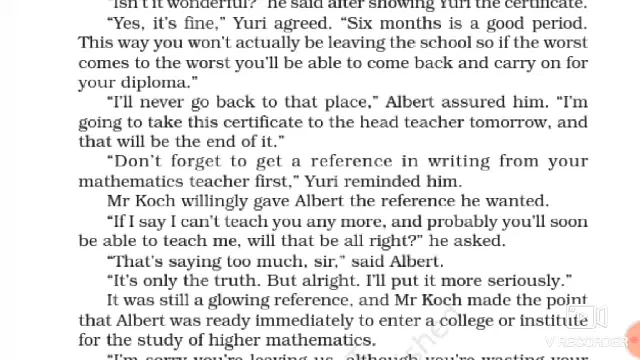 "Isn't it wonderful?" he said after showing Yuri the certificate.
"Yes, it's fine," Yuri agreed. "Six months is a good period.
This way you won't actually be leaving the school so if the worst
comes to the worst you'll be able to come back and carry on for
your diploma."
"I'll never go back to that place," Albert assured him. "I'm
going to take this certificate to the head teacher tomorrow, and
that will be the end of it."
"Don't forget to get a reference in writing from your
mathematics teacher first," Yuri reminded him.
Mr Koch willingly gave Albert the reference he wanted.
"If I say I can't teach you any more, and probably you'll soon
be able to teach me, will that be all right?" he asked.
"That's saying too much, sir," said Albert.
"It's only the truth. But alright. I'll put it more seriously."
It was still a glowing reference, and Mr Koch made the point
that Albert was ready immediately to enter a college or institute
for the study of higher mathematics.
"I'm sorry you're leaving us, although you're wasting your
V RECORDER